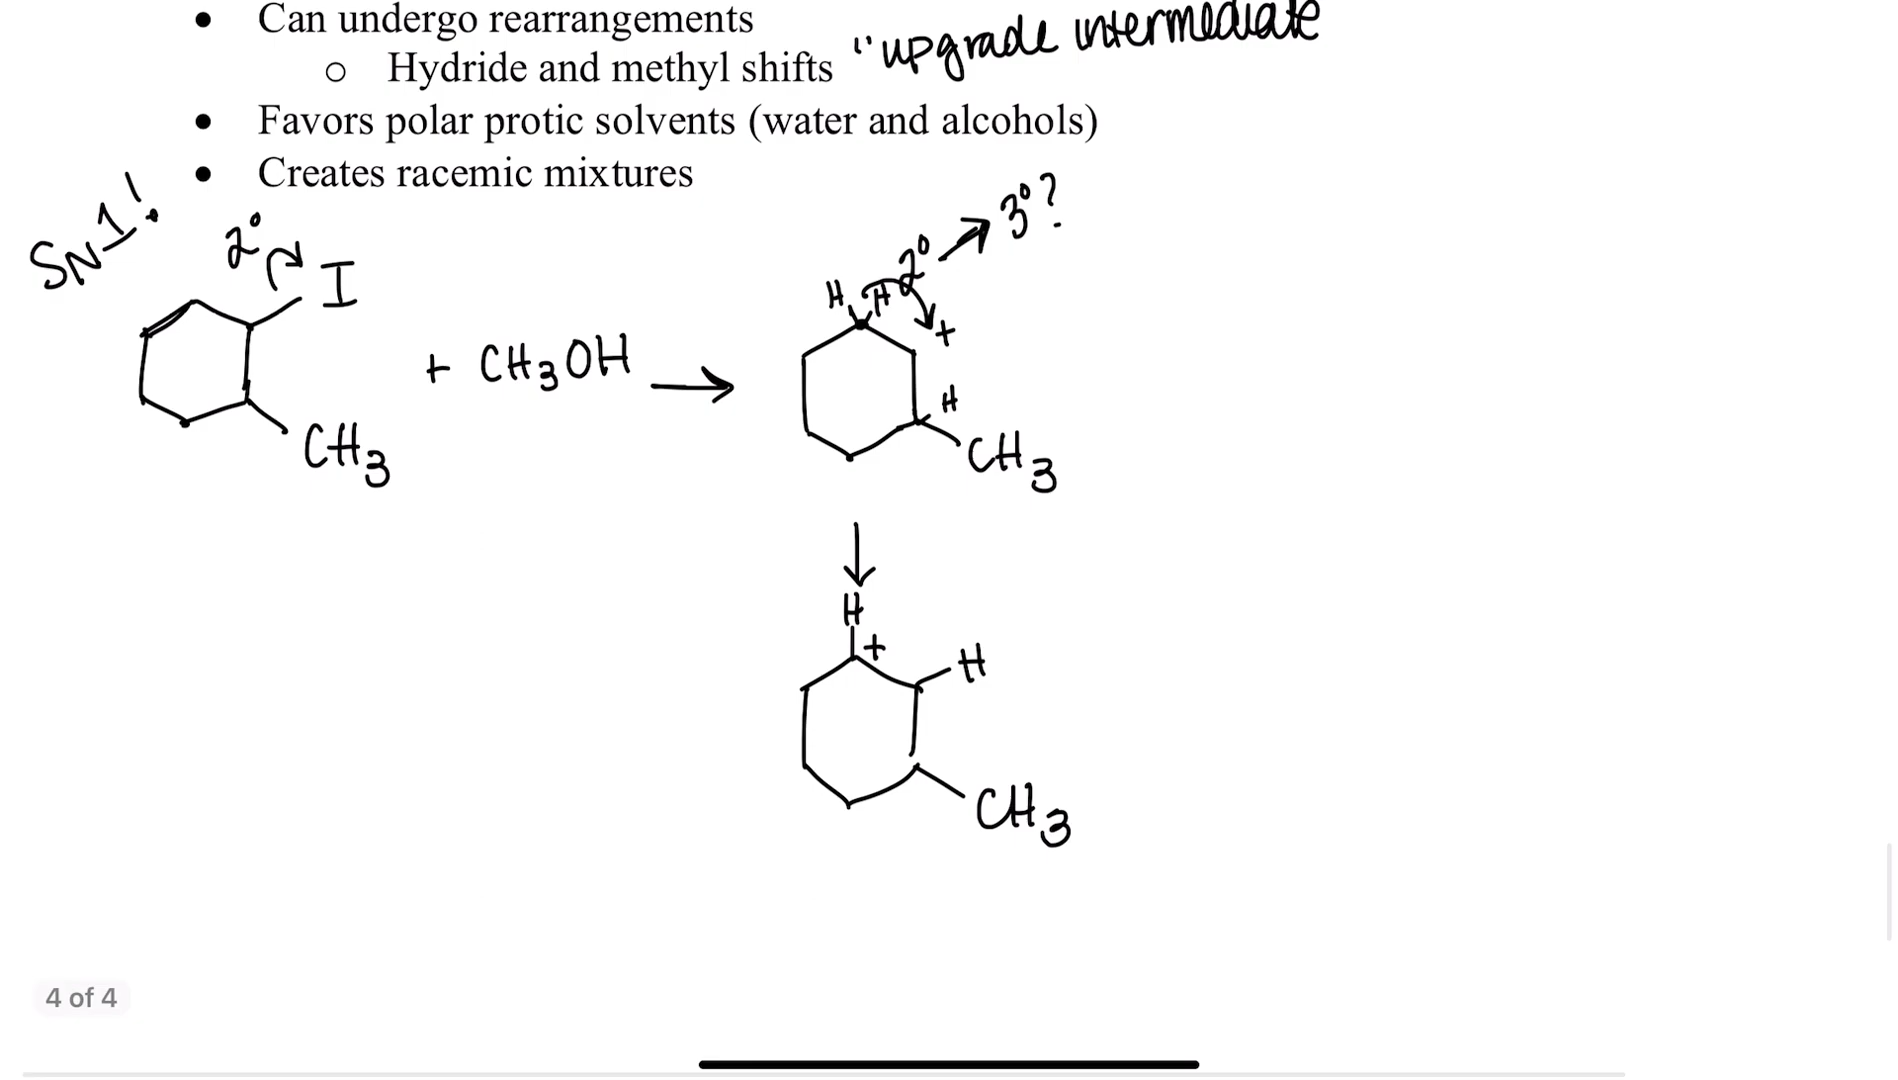 • Can undergo rearrangements
"upgrade intermediate
o Hydride and methyl shifts
• Favors polar protic solvents (water and alcohols)
• Creates racemic mixtures
SN1!
2° I
CH3
+ CH3OH →
2° → 3°?
H H +
H
CH3
H
+ H
CH3
4 of 4